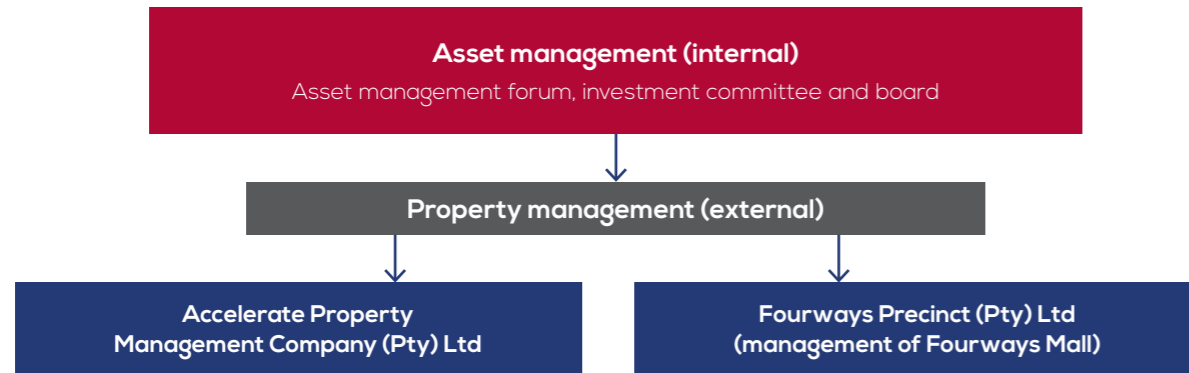 Asset management (internal)
Asset management forum, investment committee and board
Property management (external)
Accelerate Property
Management Company (Pty) Ltd
Fourways Precinct (Pty) Ltd
(management of Fourways Mall)